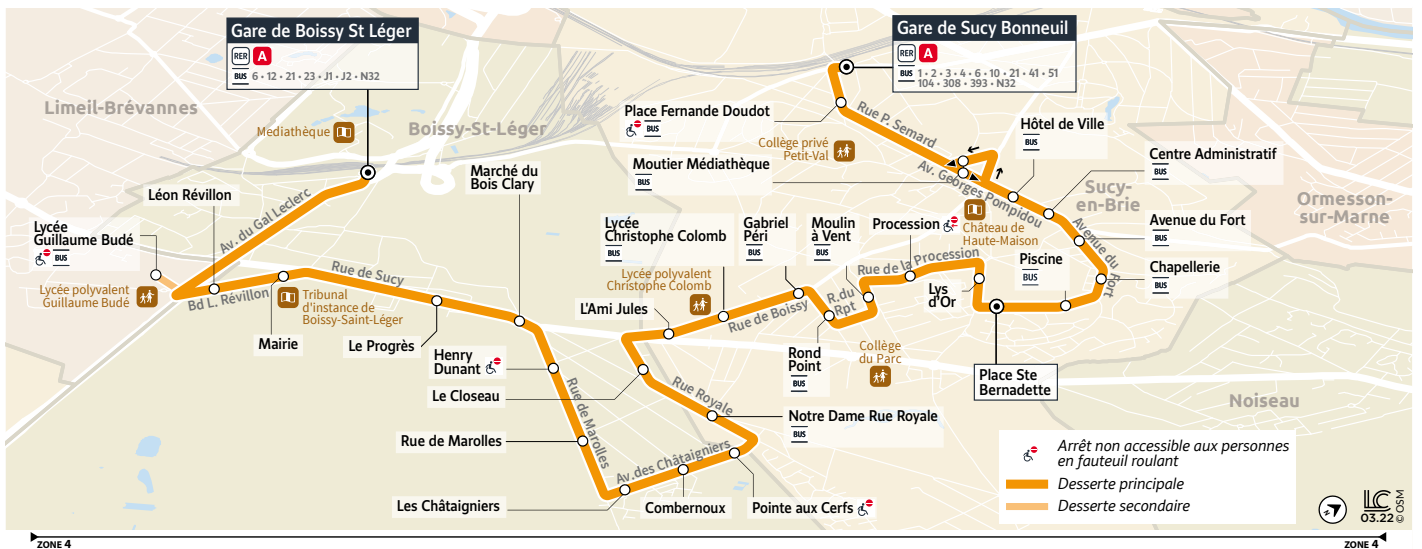 Gare de Boissy St Léger
RER A
BUS 6 • 12 • 21 • 23 • J1 • J2 • N32
Gare de Sucy Bonneuil
RER A
BUS 1 • 2 • 3 • 4 • 6 • 10 • 21 • 41 • 51
104 • 308 • 393 • N32
Limeil-Brévannes
Mediathèque
Boissy-St-Léger
Place Fernande Doudot
BUS
Rue P. Semard
Collège privé
Petit-Val
Hôtel de Ville
BUS
Moutier Médiathèque
BUS
Av. Georges Pompidou
Centre Administratif
BUS
Sucy-
en-Brie
Ormesson-
sur-Marne
Marché du
Bois Clary
Léon Révillon
Av. du Gal Leclerc
Lycée
Guillaume Budé
BUS
Lycée
Christophe Colomb
BUS
Gabriel
Péri
BUS
Moulin
à Vent
BUS
Procession
Château de
Haute-Maison
Avenue du Fort
BUS
Avenue du
Fort
Piscine
BUS
Chapellerie
BUS
Rue de la Procession
Lys
d'Or
Rue de Sucy
Lycée polyvalent
Guillaume Budé
Bd L. Révillon
Tribunal
d'instance de
Boissy-Saint-Léger
Lycée polyvalent
Christophe Colomb
L'Ami Jules
Rue de Boissy
R.du
Rpt
Mairie
Le Progrès
Henry
Dunant
Le Closeau
Rue Royale
Rond
Point
BUS
Collège
du Parc
Place Ste
Bernadette
Noiseau
Rue de Marolles
Rue de Marolles
Notre Dame Rue Royale
BUS
Av.des Châtaigniers
Les Châtaigniers
Combernoux
Pointe aux Cerfs
Arrêt non accessible aux personnes
en fauteuil roulant
Desserte principale
Desserte secondaire
LC
03.22
© OSM
ZONE 4
ZONE 4